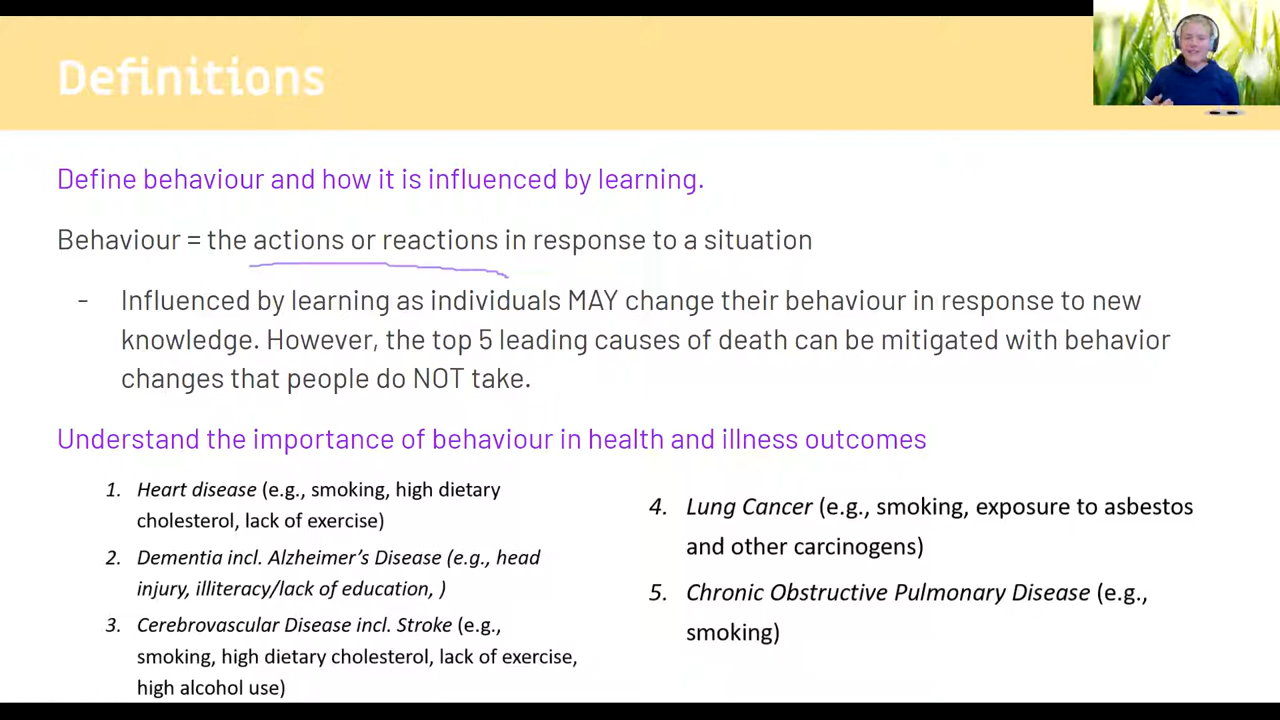 Definitions
Define behaviour and how it is influenced by learning.
Behaviour = the actions or reactions in response to a situation
- Influenced by learning as individuals MAY change their behaviour in response to new
knowledge. However, the top 5 leading causes of death can be mitigated with behavior
changes that people do NOT take.
Understand the importance of behaviour in health and illness outcomes
1. Heart disease (e.g., smoking, high dietary
cholesterol, lack of exercise)
2. Dementia incl. Alzheimer's Disease (e.g., head
injury, illiteracy/lack of education, )
3. Cerebrovascular Disease incl. Stroke (e.g.,
smoking, high dietary cholesterol, lack of exercise,
high alcohol use)
4. Lung Cancer (e.g., smoking, exposure to asbestos
and other carcinogens)
5. Chronic Obstructive Pulmonary Disease (e.g.,
smoking)